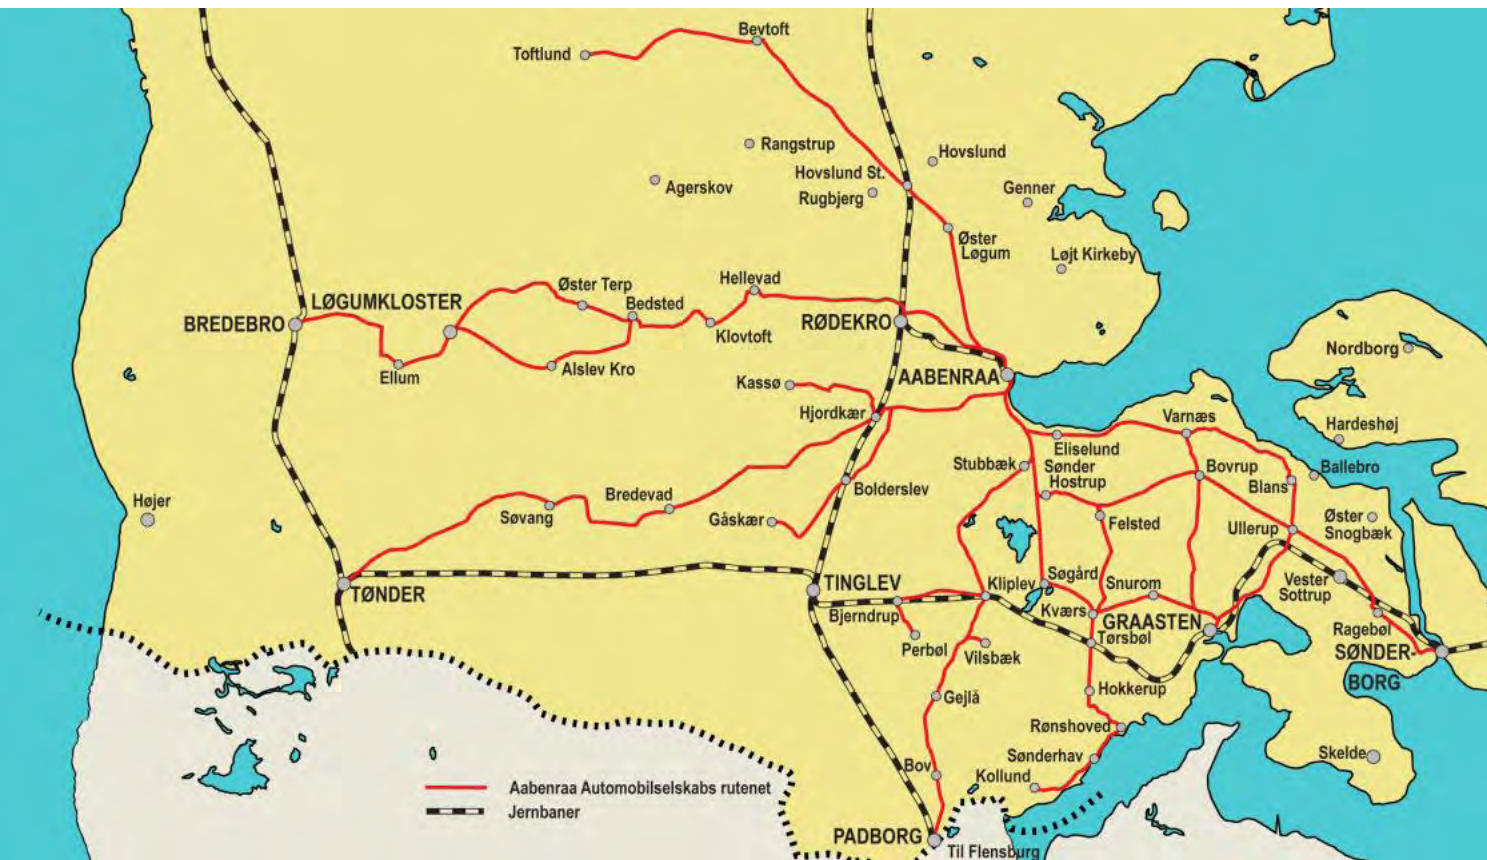 Bevtoft
Toftlund
Rangstrup
Hovslund
Hovslund St.
Agerskov
Rugbjerg
Genner
Øster
Løgum
Løjt Kirkeby
Hellevad
Øster Terp
LØGUMKLOSTER
Bedsted
BREDEBRO
RØDEKRO
Klovtoft
Nordborg
Ellum
Alslev Kro
AABENRAA
Kassø
Hjordkær
Varnæs
Hardeshøj
Eliselund
Stubbæk
Sønder
Hostrup
Bovrup
Ballebro
Blans
Højer
Bredevad
Bolderslev
Søvang
Gåskær
Felsted
Ullerup
Øster
Snogbæk
TINGLEV
Kliplev
Søgård
Snurom
Vester
Sottrup
TØNDER
Bjerndrup
Kværs
GRAASTEN
Ragebøl
Tørsbøl
Perbøl
Vilsbæk
SØNDER-
BORG
Gejlå
Hokkerup
Rønshoved
Sønderhav
Skelde
Bov
Kollund
Aabenraa Automobilselskabs rutenet
Jernbaner
PADBORG
Til Flensburg